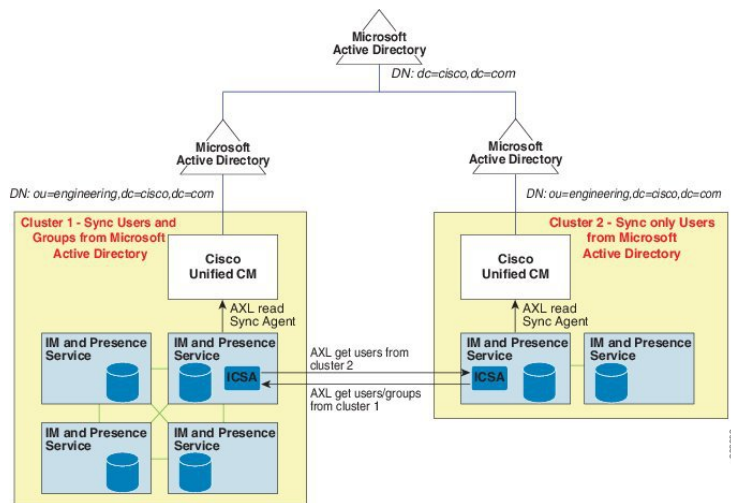 Microsoft
Active Directory
DN: dc=cisco,dc=com
Microsoft
Active Directory
Microsoft
Active Directory
DN: ou=engineering,dc=cisco,dc=com
DN: ou=engineering,dc=cisco,dc=com
Cluster 1 - Sync Users and
Groups from Microsoft
Active Directory
Cisco
Unified CM
AXL read
Sync Agent
IM and Presence
Service
IM and Presence
Service
ICSA
IM and Presence
Service
IM and Presence
Service
AXL get users from
cluster 2
AXL get users/groups
from cluster 1
Cluster 2 - Sync only Users
from Microsoft
Active Directory
Cisco
Unified CM
AXL read
Sync Agent
IM and Presence
Service
ICSA
IM and Presence
Service